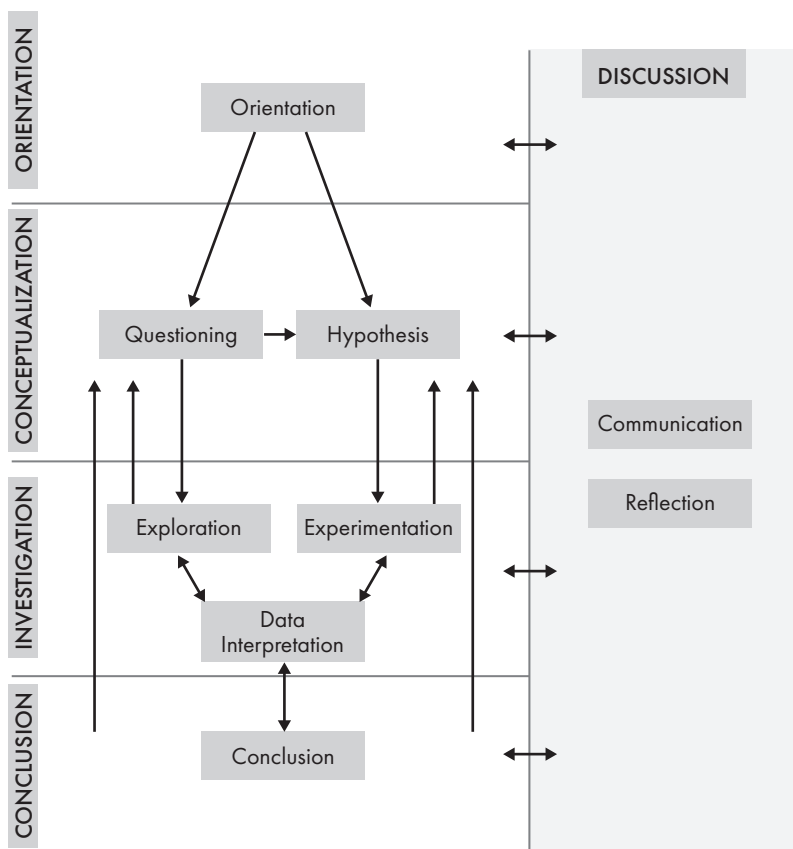 ORIENTATION
DISCUSSION
Orientation
CONCEPTUALIZATION
Questioning
Hypothesis
Communication
Reflection
INVESTIGATION
Exploration
Experimentation
Data
Interpretation
CONCLUSION
Conclusion